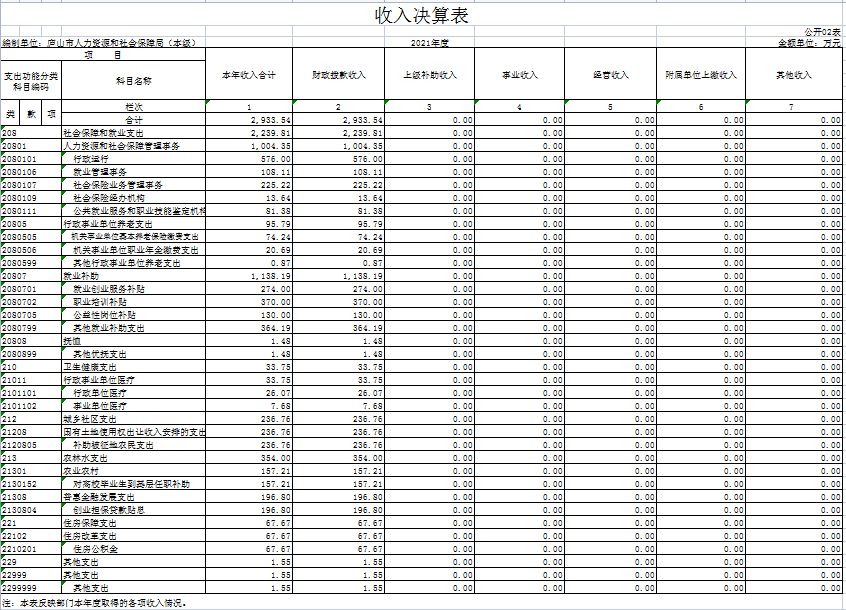 收入决算表
公开02表
编制单位：庐山市人力资源和社会保障局（本级） 2021年度 金额单位：万元
项 目 本年收入合计 财政拨款收入 上级补助收入 事业收入 经营收入 附属单位上缴收入 其他收入
支出功能分类科目编码 科目名称
类 款 项 栏次 1 2 3 4 5 6 7
合计 2,933.54 2,933.54 0.00 0.00 0.00 0.00 0.00
208 社会保障和就业支出 2,239.81 2,239.81 0.00 0.00 0.00 0.00 0.00
20801 人力资源和社会保障管理事务 1,004.35 1,004.35 0.00 0.00 0.00 0.00 0.00
2080101 行政运行 576.00 576.00 0.00 0.00 0.00 0.00 0.00
2080106 就业管理事务 108.11 108.11 0.00 0.00 0.00 0.00 0.00
2080107 社会保险业务管理事务 225.22 225.22 0.00 0.00 0.00 0.00 0.00
2080109 社会保险经办机构 13.64 13.64 0.00 0.00 0.00 0.00 0.00
2080111 公共就业服务和职业技能鉴定机构 81.38 81.38 0.00 0.00 0.00 0.00 0.00
20805 行政事业单位养老支出 95.79 95.79 0.00 0.00 0.00 0.00 0.00
2080505 机关事业单位基本养老保险缴费支出 74.24 74.24 0.00 0.00 0.00 0.00 0.00
2080506 机关事业单位职业年金缴费支出 20.69 20.69 0.00 0.00 0.00 0.00 0.00
2080599 其他行政事业单位养老支出 0.87 0.87 0.00 0.00 0.00 0.00 0.00
20807 就业补助 1,138.19 1,138.19 0.00 0.00 0.00 0.00 0.00
2080701 就业创业服务补贴 274.00 274.00 0.00 0.00 0.00 0.00 0.00
2080702 职业培训补贴 370.00 370.00 0.00 0.00 0.00 0.00 0.00
2080705 公益性岗位补贴 130.00 130.00 0.00 0.00 0.00 0.00 0.00
2080799 其他就业补助支出 364.19 364.19 0.00 0.00 0.00 0.00 0.00
20808 抚恤 1.48 1.48 0.00 0.00 0.00 0.00 0.00
2080899 其他优抚支出 1.48 1.48 0.00 0.00 0.00 0.00 0.00
210 卫生健康支出 33.75 33.75 0.00 0.00 0.00 0.00 0.00
21011 行政事业单位医疗 33.75 33.75 0.00 0.00 0.00 0.00 0.00
2101101 行政单位医疗 26.07 26.07 0.00 0.00 0.00 0.00 0.00
2101102 事业单位医疗 7.68 7.68 0.00 0.00 0.00 0.00 0.00
212 城乡社区支出 236.76 236.76 0.00 0.00 0.00 0.00 0.00
21208 国有土地使用权出让收入安排的支出 236.76 236.76 0.00 0.00 0.00 0.00 0.00
2120805 补助被征地农民支出 236.76 236.76 0.00 0.00 0.00 0.00 0.00
213 农林水支出 354.00 354.00 0.00 0.00 0.00 0.00 0.00
21301 农业农村 157.21 157.21 0.00 0.00 0.00 0.00 0.00
2130152 对高校毕业生到基层任职补助 157.21 157.21 0.00 0.00 0.00 0.00 0.00
21308 普惠金融发展支出 196.80 196.80 0.00 0.00 0.00 0.00 0.00
2130804 创业担保贷款贴息 196.80 196.80 0.00 0.00 0.00 0.00 0.00
221 住房保障支出 67.67 67.67 0.00 0.00 0.00 0.00 0.00
22102 住房改革支出 67.67 67.67 0.00 0.00 0.00 0.00 0.00
2210201 住房公积金 67.67 67.67 0.00 0.00 0.00 0.00 0.00
229 其他支出 1.55 1.55 0.00 0.00 0.00 0.00 0.00
22999 其他支出 1.55 1.55 0.00 0.00 0.00 0.00 0.00
2299999 其他支出 1.55 1.55 0.00 0.00 0.00 0.00 0.00
注：本表反映部门本年度取得的各项收入情况。